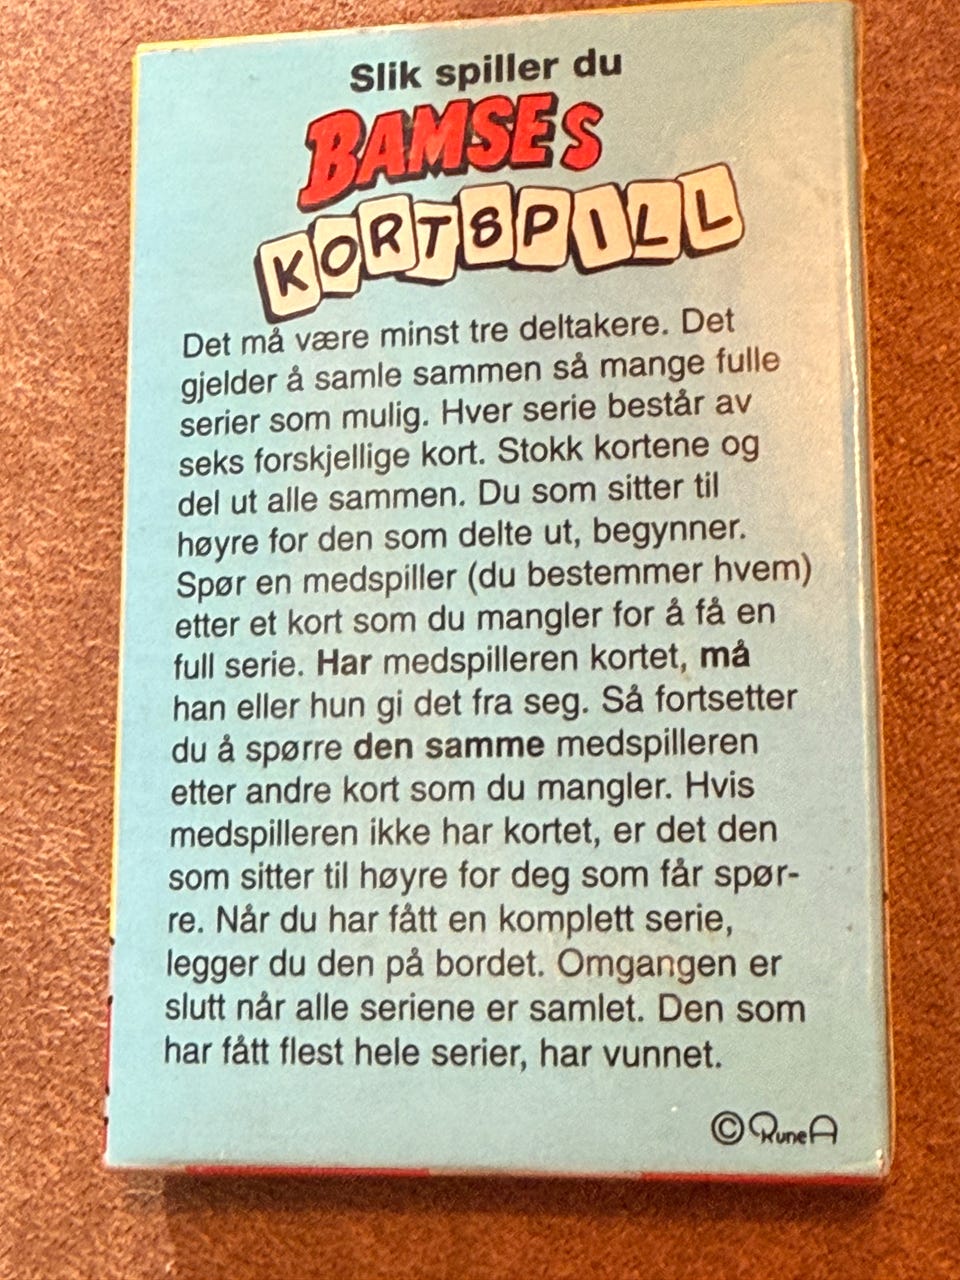 Slik spiller du
BAMSES
KORTSPILL
Det må være minst tre deltakere. Det
gjelder å samle sammen så mange fulle
serier som mulig. Hver serie består av
seks forskjellige kort. Stokk kortene og
del ut alle sammen. Du som sitter til
høyre for den som delte ut, begynner.
Spør en medspiller (du bestemmer hvem)
etter et kort som du mangler for å få en
full serie. Har medspilleren kortet, må
han eller hun gi det fra seg. Så fortsetter
du å spørre den samme medspilleren
etter andre kort som du mangler. Hvis
medspilleren ikke har kortet, er det den
som sitter til høyre for deg som får spør-
re. Når du har fått en komplett serie,
legger du den på bordet. Omgangen er
slutt når alle seriene er samlet. Den som
har fått flest hele serier, har vunnet.
© Rune A